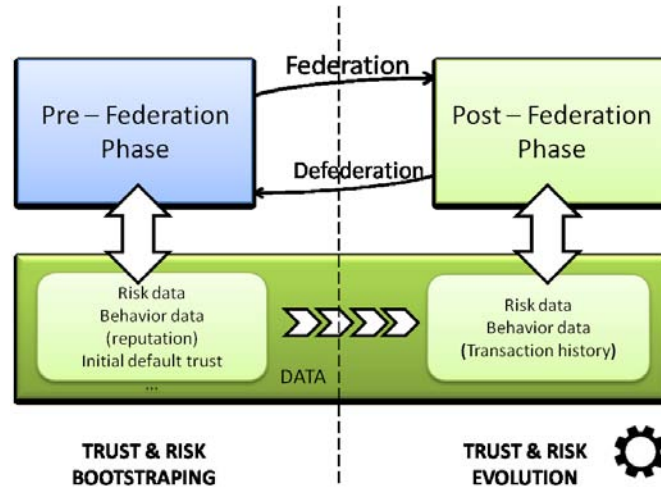 Federation
Pre – Federation
Phase
Post – Federation
Phase
Defederation
Risk data
Behavior data
(reputation)
Initial default trust
...
Risk data
Behavior data
(Transaction history)
DATA
TRUST & RISK
BOOTSTRAPING
TRUST & RISK
EVOLUTION